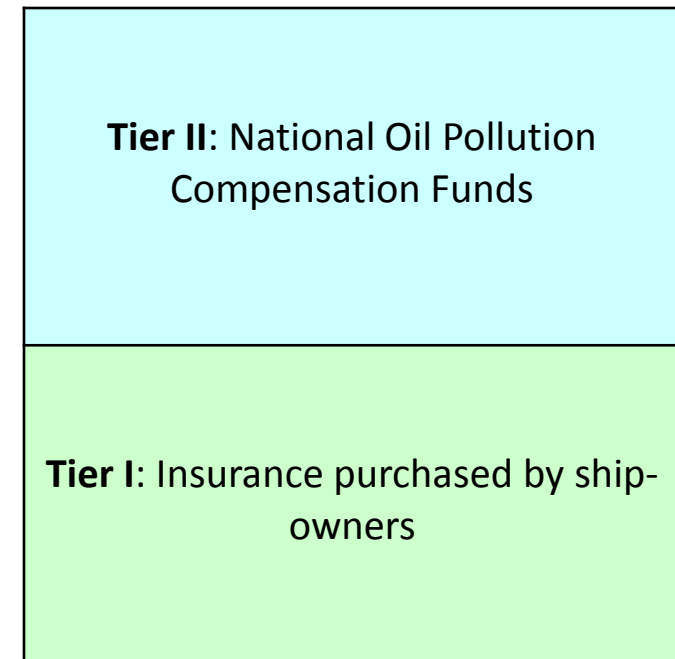 Tier II: National Oil Pollution
Compensation Funds
Tier I: Insurance purchased by ship-
owners